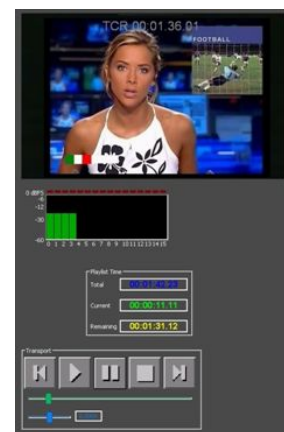 TCR 00:01:36:01
FOOTBALL
0 dBFS
-6
-12
-30
-60
0 1 2 3 4 5 6 7 8 9 10 11 12 13 14 15
Playlist Time
Total 00:01:42.23
Current 00:00:11.11
Remaining 00:01:31.12
Transport